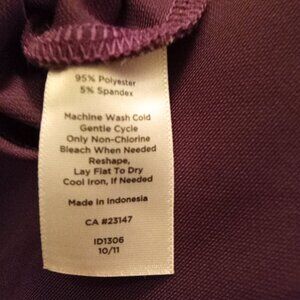 95% Polyester
5% Spandex
Machine Wash Cold
Gentle Cycle
Only Non-Chlorine
Bleach When Needed
Reshape,
Lay Flat To Dry
Cool Iron, If Needed
Made in Indonesia
CA #23147
ID1306
10/11